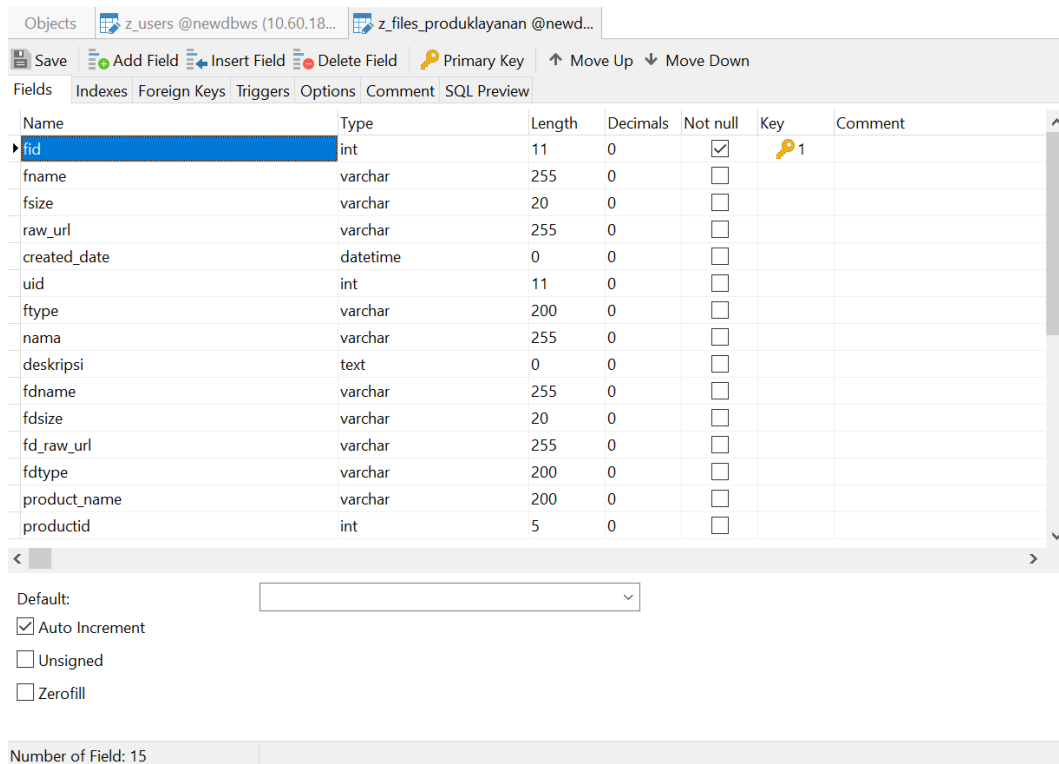 Objects z_users @newdbws (10.60.18... z_files_produklayanan @newd...
Save Add Field Insert Field Delete Field Primary Key Move Up Move Down
Fields Indexes Foreign Keys Triggers Options Comment SQL Preview
Name Type Length Decimals Not null Key Comment
fid int 11 0 1
fname varchar 255 0
fsize varchar 20 0
raw_url varchar 255 0
created_date datetime 0 0
uid int 11 0
ftype varchar 200 0
nama varchar 255 0
deskripsi text 0 0
fdname varchar 255 0
fdsize varchar 20 0
fd_raw_url varchar 255 0
fdtype varchar 200 0
product_name varchar 200 0
productid int 5 0
Default:
Auto Increment
Unsigned
Zerofill
Number of Field: 15